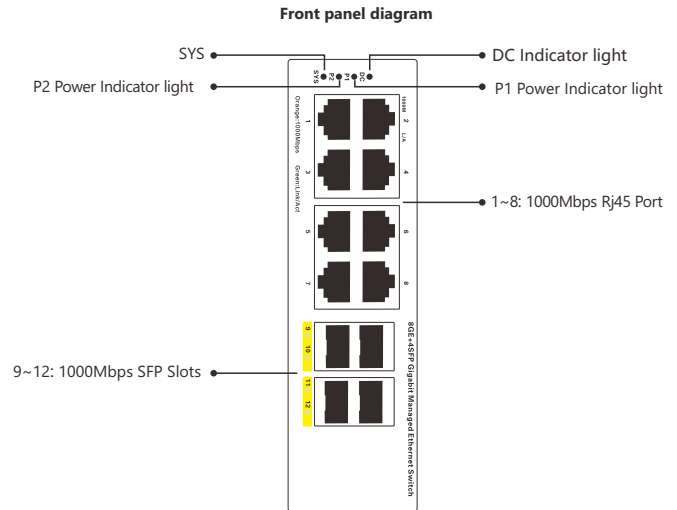 Front panel diagram
SYS
DC Indicator light
P2 Power Indicator light
P1 Power Indicator light
SYS
P2
P1
DC
Orange:1000Mbps
Green:Link/Act
1000M
L/A
1
2
3
4
1~8: 1000Mbps Rj45 Port
5
6
7
8
9
10
9~12: 1000Mbps SFP Slots
11
12
8GE+4SFP Gigabit Managed Ethernet Switch